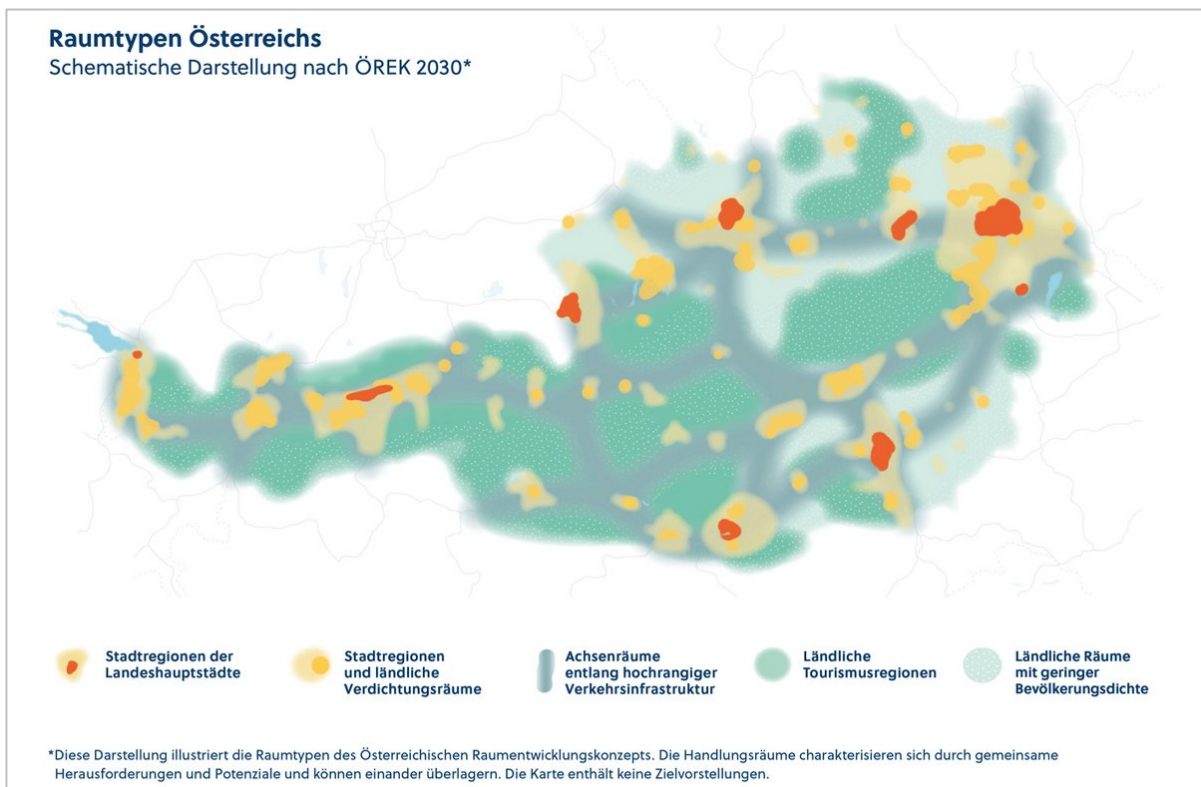 Raumtypen Österreichs
Schematische Darstellung nach ÖREK 2030*
Stadtregionen der
Landeshauptstädte
Stadtregionen
und ländliche
Verdichtungsräume
Achsenräume
entlang hochrangiger
Verkehrsinfrastruktur
Ländliche
Tourismusregionen
Ländliche Räume
mit geringer
Bevölkerungsdichte
*Diese Darstellung illustriert die Raumtypen des Österreichischen Raumentwicklungskonzepts. Die Handlungsräume charakterisieren sich durch gemeinsame
Herausforderungen und Potenziale und können einander überlagern. Die Karte enthält keine Zielvorstellungen.